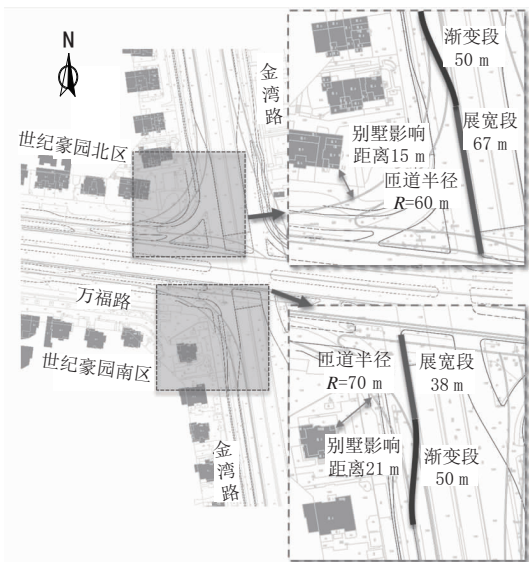 N
金
湾
路
世纪豪园北区
万福路
世纪豪园南区
金
湾
路
渐变段
50 m
展宽段
67 m
别墅影响
距离15 m
匝道半径
R=60 m
匝道半径
R=70 m
展宽段
38 m
别墅影响
距离21 m
渐变段
50 m